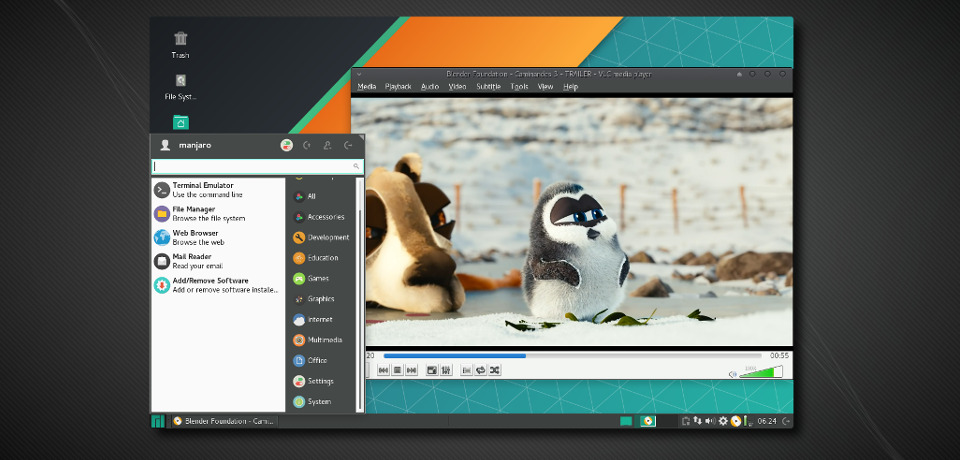 Trash
File Syst...
Blender Foundation - Caminandes 3 - TRAILER - VLC media player
Media Playback Audio Video Subtitle Tools View Help
manjaro
Terminal Emulator
Use the command line
File Manager
Browse the file system
Web Browser
Browse the web
Mail Reader
Read your email
Add/Remove Software
Add or remove software installe...
All
Accessories
Development
Education
Games
Graphics
Internet
Multimedia
Office
Settings
System
20
00:55
Blender Foundation - Cami...
06:24